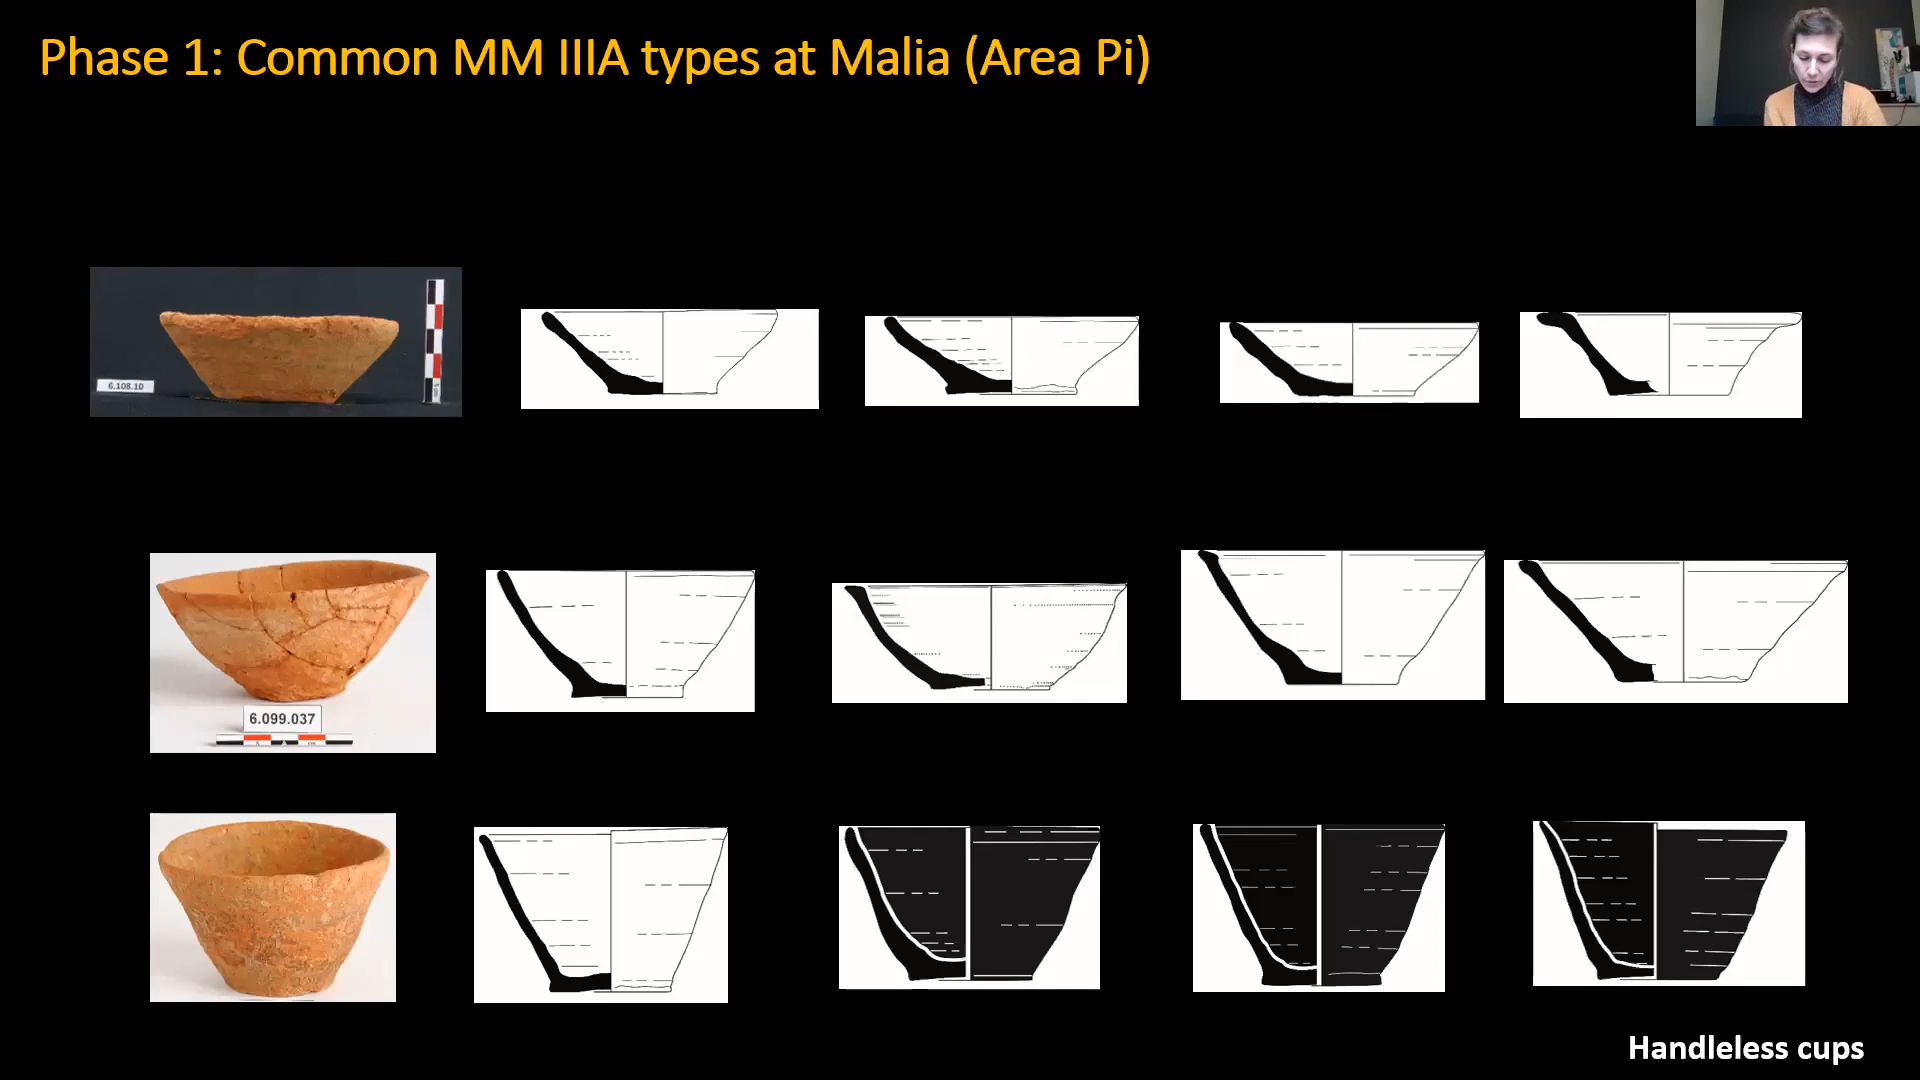 Phase 1: Common MM IIIA types at Malia (Area Pi)
6.108.10
6.099.037
Handleless cups